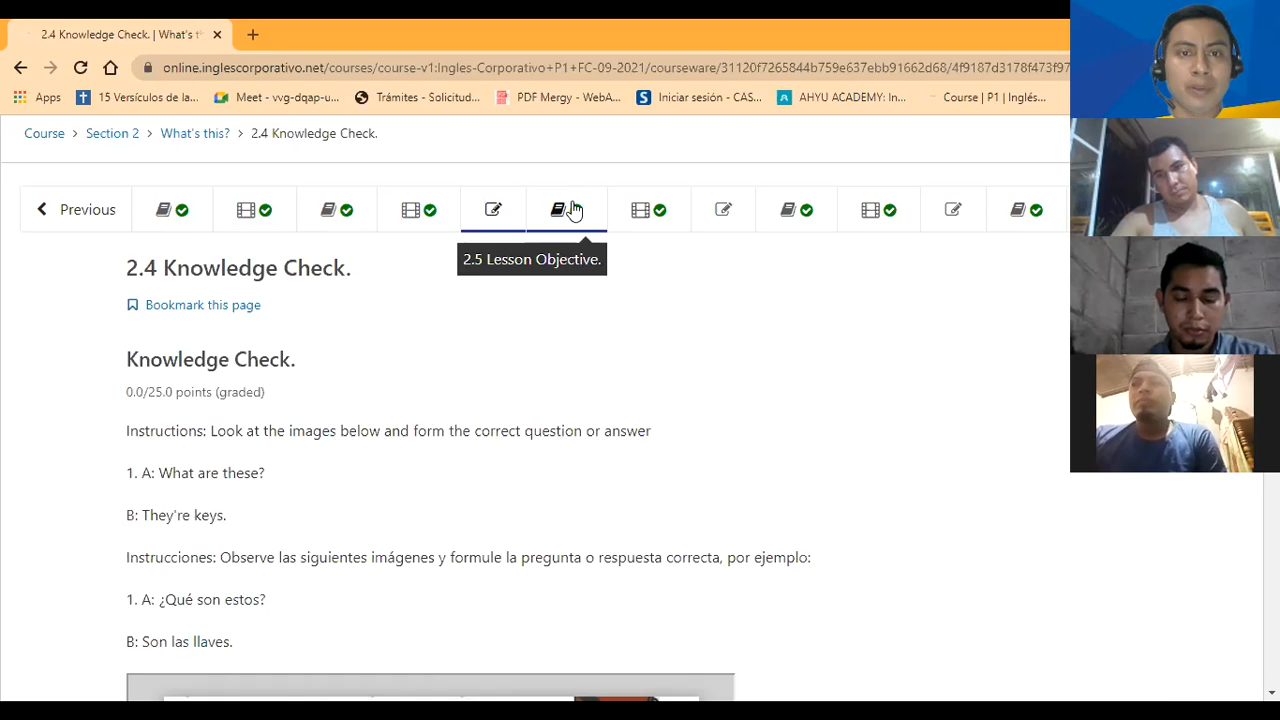 2.4 Knowledge Check. | What's t
online.inglescorporativo.net/courses/course-v1:Ingles-Corporativo+P1+FC-09-2021/courseware/31120f7265844b759e637ebb91662d68/4f9187d3178f473f97
Apps 15 Versículos de la... Meet - vvg-dqap-u... Trámites - Solicitud... PDF Mergy - WebA... Iniciar sesión - CAS... AHYU ACADEMY: In... Course | P1 | Inglés...
Course > Section 2 > What's this? > 2.4 Knowledge Check.
Previous
2.5 Lesson Objective.
2.4 Knowledge Check.
Bookmark this page
Knowledge Check.
0.0/25.0 points (graded)
Instructions: Look at the images below and form the correct question or answer
1. A: What are these?
B: They're keys.
Instrucciones: Observe las siguientes imágenes y formule la pregunta o respuesta correcta, por ejemplo:
1. A: ¿Qué son estos?
B: Son las llaves.